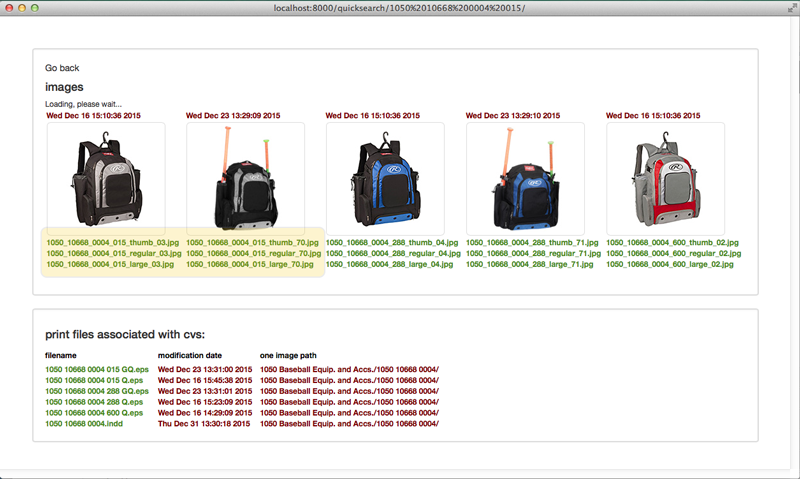 localhost:8000/quicksearch/1050%2010668%200004%20015/
Go back
images
Loading, please wait...
Wed Dec 16 15:10:36 2015 Wed Dec 23 13:29:09 2015 Wed Dec 16 15:10:36 2015 Wed Dec 23 13:29:10 2015 Wed Dec 16 15:10:36 2015
1050_10668_0004_015_thumb_03.jpg 1050_10668_0004_015_thumb_70.jpg 1050_10668_0004_288_thumb_04.jpg 1050_10668_0004_288_thumb_71.jpg 1050_10668_0004_600_thumb_02.jpg
1050_10668_0004_015_regular_03.jpg 1050_10668_0004_015_regular_70.jpg 1050_10668_0004_288_regular_04.jpg 1050_10668_0004_288_regular_71.jpg 1050_10668_0004_600_regular_02.jpg
1050_10668_0004_015_large_03.jpg 1050_10668_0004_015_large_70.jpg 1050_10668_0004_288_large_04.jpg 1050_10668_0004_288_large_71.jpg 1050_10668_0004_600_large_02.jpg
print files associated with cvs:
filename modification date one image path
1050 10668 0004 015 GQ.eps Wed Dec 23 13:31:00 2015 1050 Baseball Equip. and Accs./1050 10668 0004/
1050 10668 0004 015 Q.eps Wed Dec 16 15:45:38 2015 1050 Baseball Equip. and Accs./1050 10668 0004/
1050 10668 0004 288 GQ.eps Wed Dec 23 13:31:01 2015 1050 Baseball Equip. and Accs./1050 10668 0004/
1050 10668 0004 288 Q.eps Wed Dec 16 15:23:09 2015 1050 Baseball Equip. and Accs./1050 10668 0004/
1050 10668 0004 600 Q.eps Wed Dec 16 14:29:09 2015 1050 Baseball Equip. and Accs./1050 10668 0004/
1050 10668 0004.indd Thu Dec 31 13:30:18 2015 1050 Baseball Equip. and Accs./1050 10668 0004/